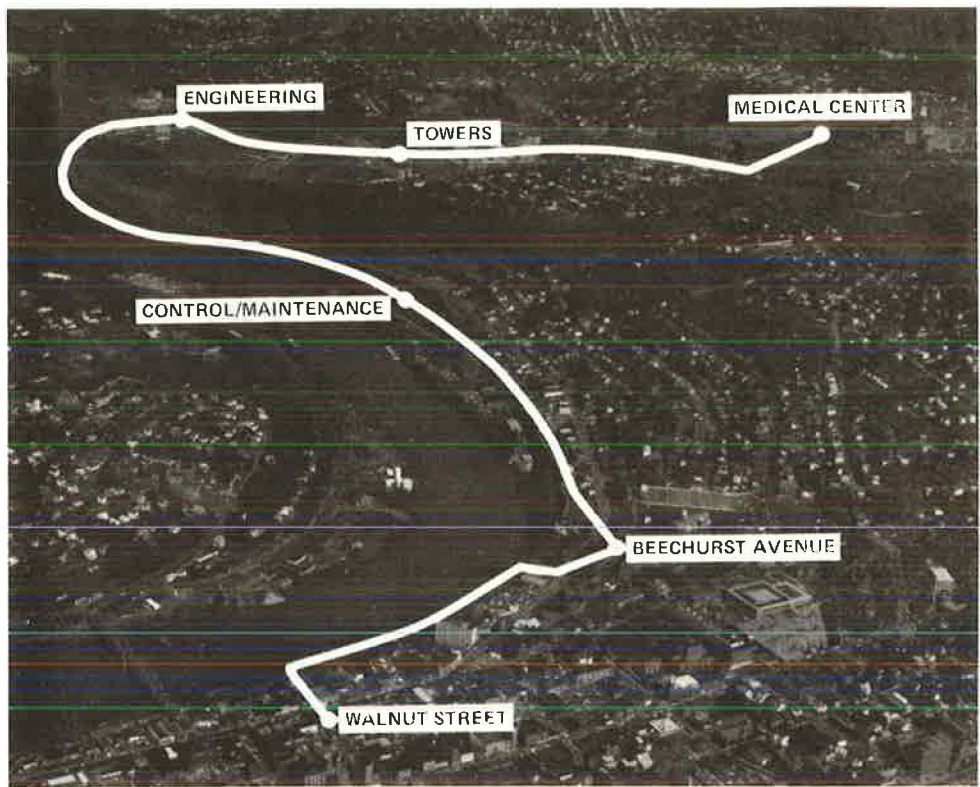 ENGINEERING
MEDICAL CENTER
TOWERS
CONTROL/MAINTENANCE
BEECHURST AVENUE
WALNUT STREET